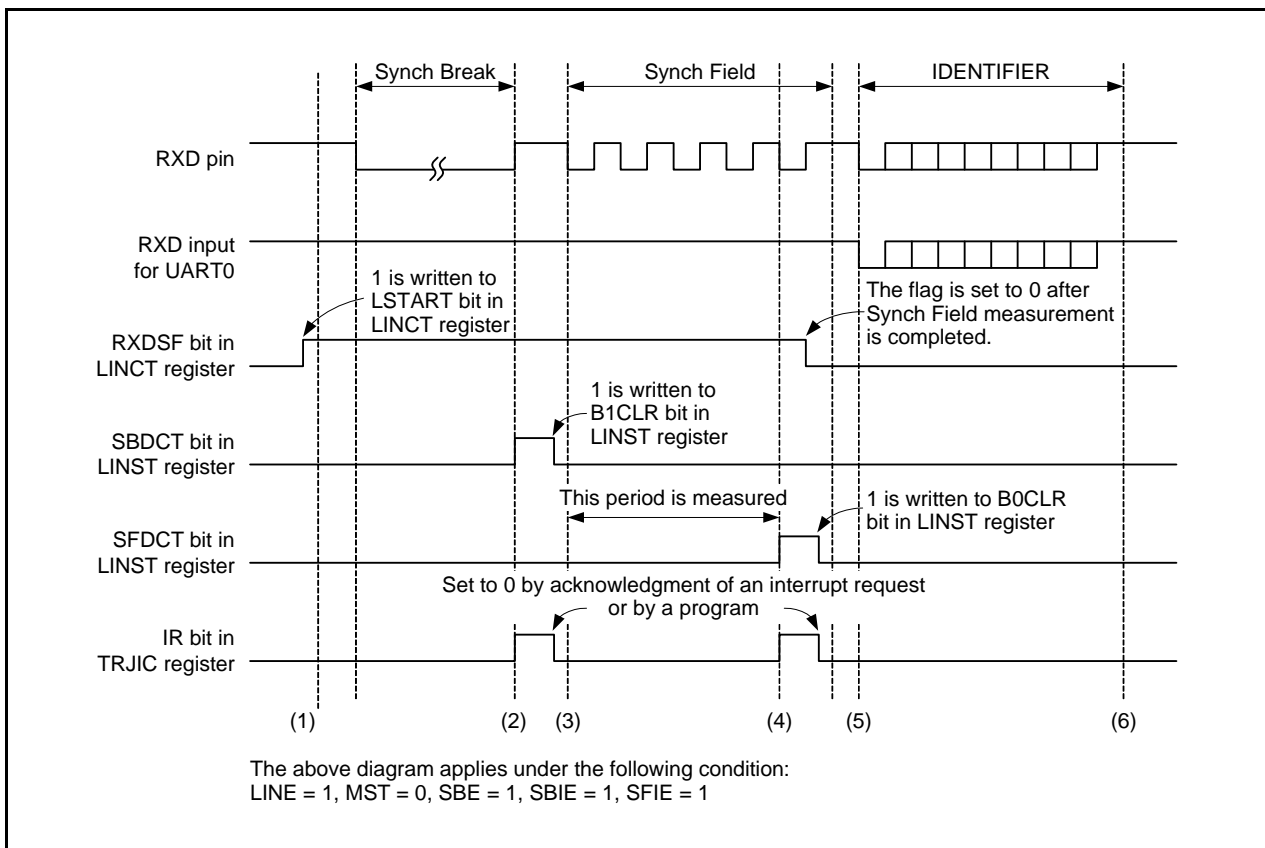 Synch Break
Synch Field
IDENTIFIER
RXD pin
RXD input
for UART0
1 is written to
LSTART bit in
LINCT register
The flag is set to 0 after
Synch Field measurement
is completed.
RXDSF bit in
LINCT register
1 is written to
B1CLR bit in
LINST register
SBDCT bit in
LINST register
This period is measured
1 is written to B0CLR
bit in LINST register
SFDCT bit in
LINST register
Set to 0 by acknowledgment of an interrupt request
or by a program
IR bit in
TRJIC register
(1)
(2)
(3)
(4)
(5)
(6)
The above diagram applies under the following condition:
LINE = 1, MST = 0, SBE = 1, SBIE = 1, SFIE = 1